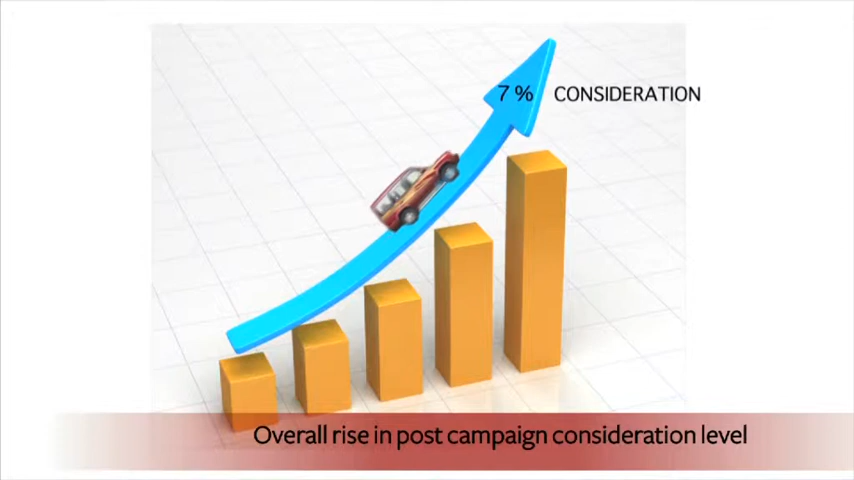 7 % CONSIDERATION
Overall rise in post campaign consideration level